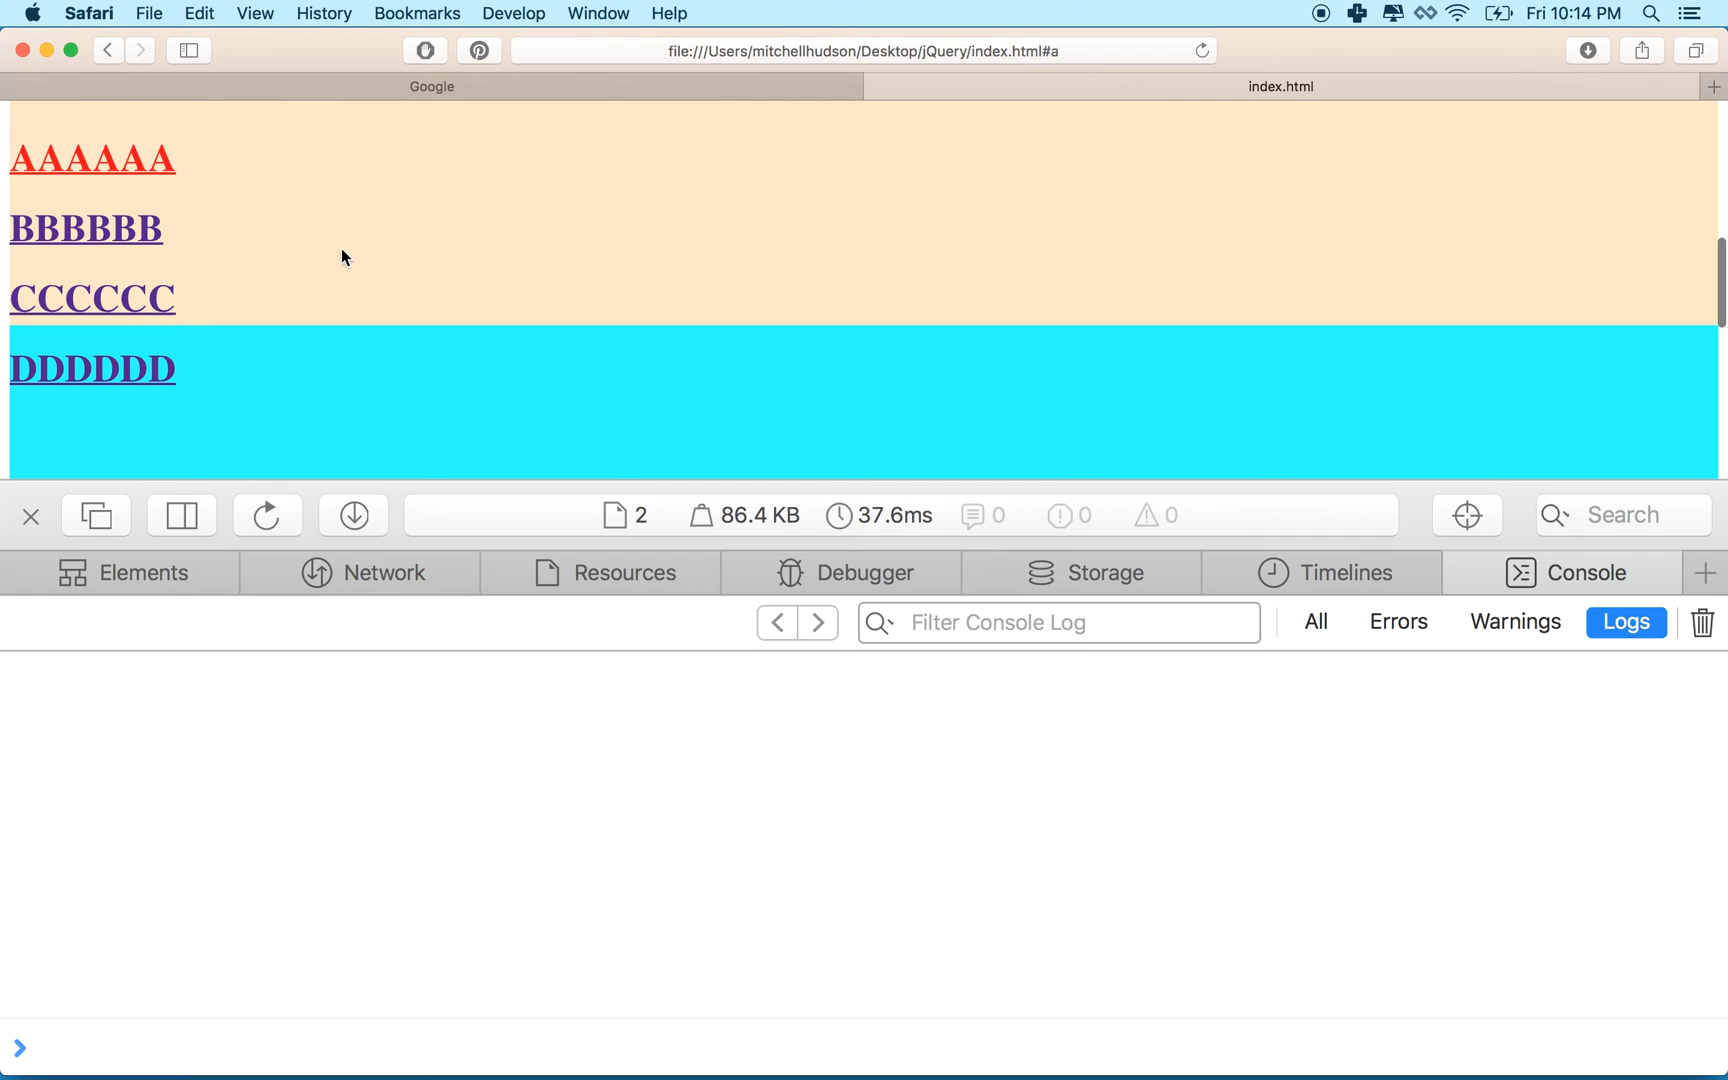 Safari File Edit View History Bookmarks Develop Window Help Fri 10:14 PM
file:///Users/mitchellhudson/Desktop/jQuery/index.html#a
Google index.html
AAAAAA
BBBBBB
CCCCCC
DDDDDD
2 86.4 KB 37.6ms 0 0 0 Search
Elements Network Resources Debugger Storage Timelines Console
Filter Console Log All Errors Warnings Logs